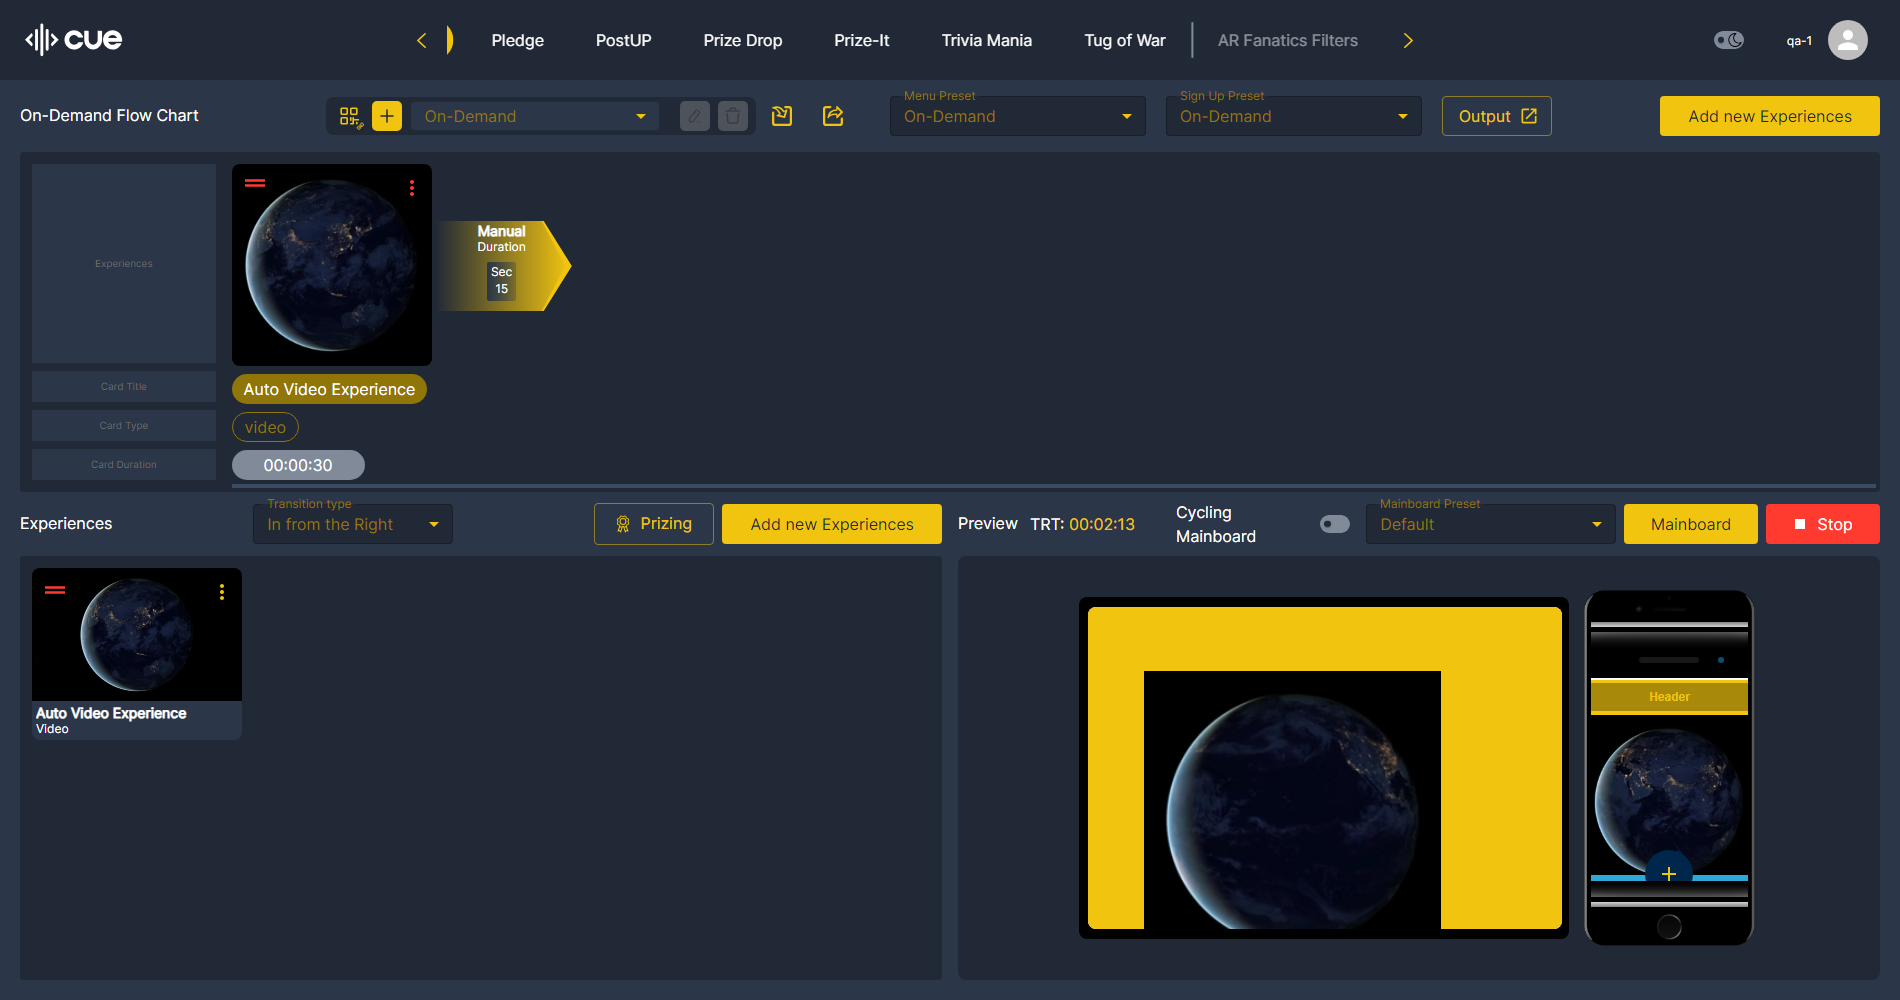 cue
Pledge
PostUP
Prize Drop
Prize-It
Trivia Mania
Tug of War
AR Fanatics Filters
qa-1
On-Demand Flow Chart
On-Demand
Menu Preset
On-Demand
Sign Up Preset
On-Demand
Output
Add new Experiences
Experiences
Manual
Duration
Sec
15
Card Title
Auto Video Experience
Card Type
video
Card Duration
00:00:30
Experiences
Transition type
In from the Right
Prizing
Add new Experiences
Preview
TRT: 00:02:13
Cycling
Mainboard
Mainboard Preset
Default
Mainboard
Stop
Auto Video Experience
Video
Header